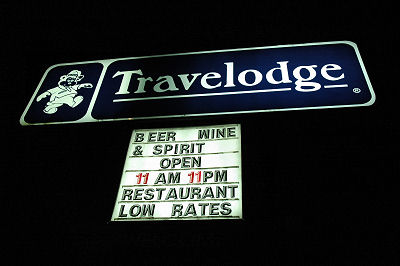 Travelodge®
BEER WINE
& SPIRIT
OPEN
11 AM 11PM
RESTAURANT
LOW RATES